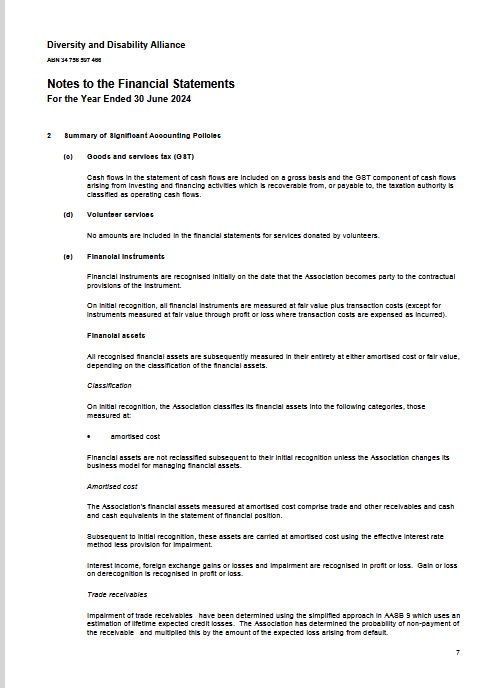 Diversity and Disability Alliance
ABN 34 756 597 466
Notes to the Financial Statements
For the Year Ended 30 June 2024
2 Summary of Significant Accounting Policies
(c) Goods and services tax (GST)
Cash flows in the statement of cash flows are included on a gross basis and the GST component of cash flows
arising from investing and financing activities which is recoverable from, or payable to, the taxation authority is
classified as operating cash flows.
(d) Volunteer services
No amounts are included in the financial statements for services donated by volunteers.
(e) Financial instruments
Financial instruments are recognised initially on the date that the Association becomes party to the contractual
provisions of the instrument.
On initial recognition, all financial instruments are measured at fair value plus transaction costs (except for
instruments measured at fair value through profit or loss where transaction costs are expensed as incurred).
Financial assets
All recognised financial assets are subsequently measured in their entirety at either amortised cost or fair value,
depending on the classification of the financial assets.
Classification
On initial recognition, the Association classifies its financial assets into the following categories, those
measured at:
• amortised cost
Financial assets are not reclassified subsequent to their initial recognition unless the Association changes its
business model for managing financial assets.
Amortised cost
The Association's financial assets measured at amortised cost comprise trade and other receivables and cash
and cash equivalents in the statement of financial position.
Subsequent to initial recognition, these assets are carried at amortised cost using the effective interest rate
method less provision for impairment.
Interest income, foreign exchange gains or losses and impairment are recognised in profit or loss. Gain or loss
on derecognition is recognised in profit or loss.
Trade receivables
Impairment of trade receivables have been determined using the simplified approach in AASB 9 which uses an
estimation of lifetime expected credit losses. The Association has determined the probability of non-payment of
the receivable and multiplied this by the amount of the expected loss arising from default.
7